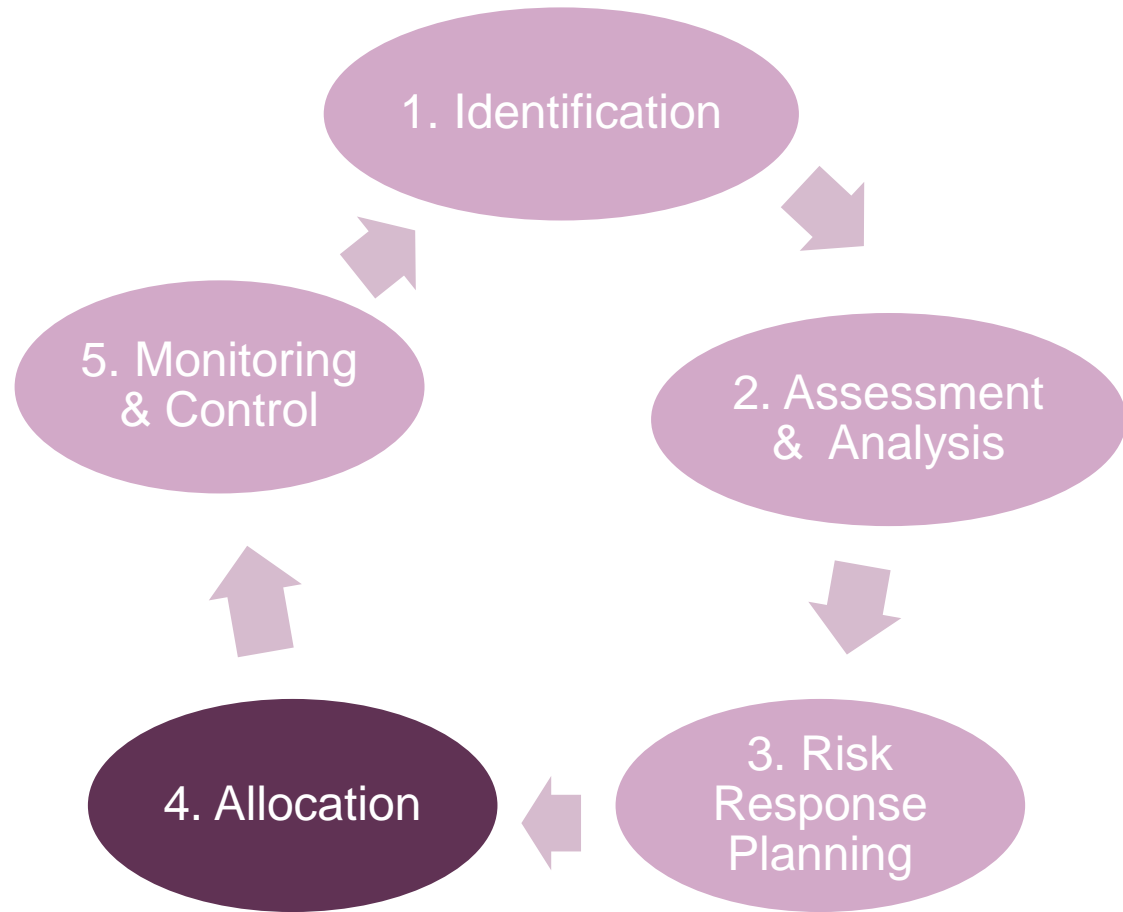 1. Identification
2. Assessment
& Analysis
3. Risk
Response
Planning
4. Allocation
5. Monitoring
& Control